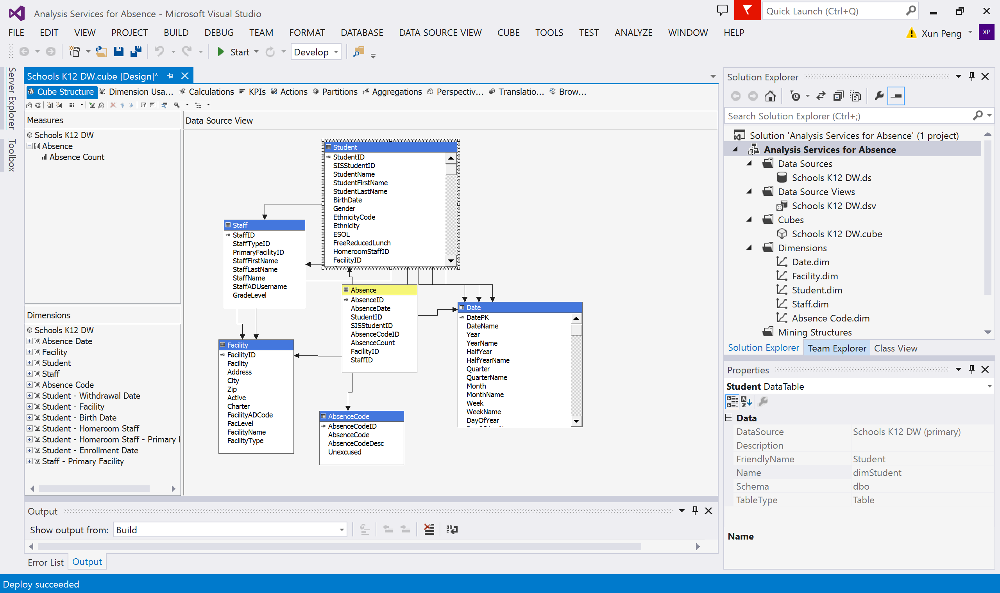 Analysis Services for Absence - Microsoft Visual Studio
Quick Launch (Ctrl+Q)
FILE EDIT VIEW PROJECT BUILD DEBUG TEAM FORMAT DATABASE DATA SOURCE VIEW CUBE TOOLS TEST ANALYZE WINDOW HELP
Xun Peng XP
Start Develop
Server Explorer
Toolbox
Schools K12 DW.cube [Design]*
Cube Structure Dimension Usa... Calculations KPIs Actions Partitions Aggregations Perspectiv... Translatio... Brow...
Measures
Schools K12 DW
Absence
Absence Count
Dimensions
Schools K12 DW
Absence Date
Facility
Student
Staff
Absence Code
Student - Withdrawal Date
Student - Facility
Student - Birth Date
Student - Homeroom Staff
Student - Homeroom Staff - Primary
Student - Enrollment Date
Staff - Primary Facility
Data Source View
Student
StudentID
SISStudentID
StudentName
StudentFirstName
StudentLastName
BirthDate
Gender
EthnicityCode
Ethnicity
ESOL
FreeReducedLunch
HomeroomStaffID
FacilityID
Staff
StaffID
StaffTypeID
PrimaryFacilityID
StaffFirstName
StaffLastName
StaffName
StaffADUsername
GradeLevel
Absence
AbsenceID
AbsenceDate
StudentID
SISStudentID
AbsenceCodeID
AbsenceCount
FacilityID
StaffID
Date
DatePK
DateName
Year
YearName
HalfYear
HalfYearName
Quarter
QuarterName
Month
MonthName
Week
WeekName
DayOfYear
Facility
FacilityID
Facility
Address
City
Zip
Active
Charter
FacilityADCode
FacLevel
FacilityName
FacilityType
AbsenceCode
AbsenceCodeID
AbsenceCode
AbsenceCodeDesc
Unexcused
Output
Show output from: Build
Error List Output
Deploy succeeded
Solution Explorer
Search Solution Explorer (Ctrl+;)
Solution 'Analysis Services for Absence' (1 project)
Analysis Services for Absence
Data Sources
Schools K12 DW.ds
Data Source Views
Schools K12 DW.dsv
Cubes
Schools K12 DW.cube
Dimensions
Date.dim
Facility.dim
Student.dim
Staff.dim
Absence Code.dim
Mining Structures
Solution Explorer Team Explorer Class View
Properties
Student DataTable
Data
DataSource Schools K12 DW (primary)
Description
FriendlyName Student
Name dimStudent
Schema dbo
TableType Table
Name